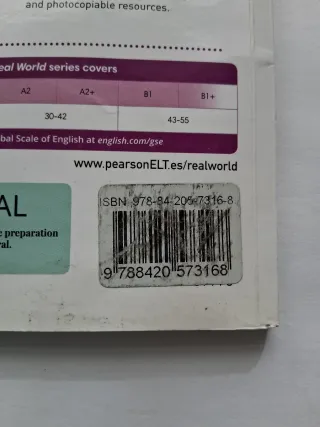 and photocopiable resources.
eal World series covers
A2 A2+ B1 B1+
30-42 43-55
bal Scale of English at english.com/gse
www.pearsonELT.es/realworld
AL
e preparation
ral.
ISBN 978-84-205-7316-8
9 788420 573168